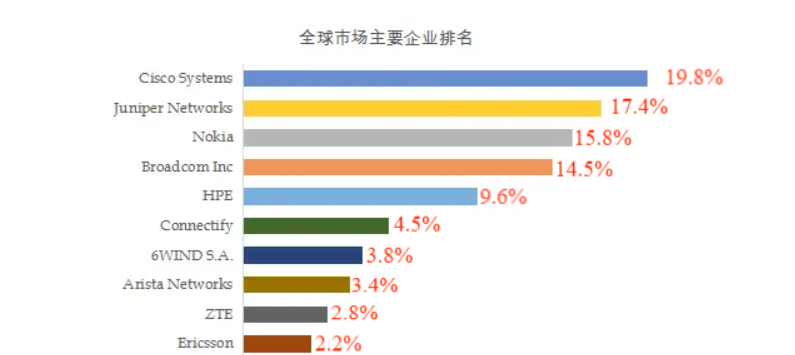 全球市场主要企业排名
Cisco Systems 19.8%
Juniper Networks 17.4%
Nokia 15.8%
Broadcom Inc 14.5%
HPE 9.6%
Connectify 4.5%
6WIND S.A. 3.8%
Arista Networks 3.4%
ZTE 2.8%
Ericsson 2.2%